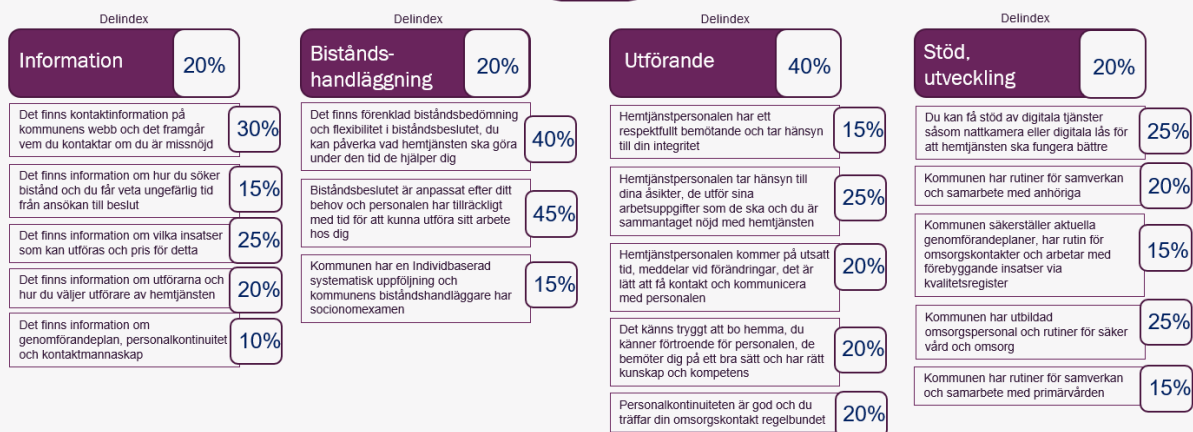 Delindex
Information
20%
Det finns kontaktinformation på
kommunens webb och det framgår
vem du kontaktar om du är missnöjd
30%
Det finns information om hur du söker
bistånd och du får veta ungefärlig tid
från ansökan till beslut
15%
Det finns information om vilka insatser
som kan utföras och pris för detta
25%
Det finns information om utförarna och
hur du väljer utförare av hemtjänsten
20%
Det finns information om
genomförandeplan, personalkontinuitet
och kontaktmannaskap
10%
Delindex
Bistånds-
handläggning
20%
Det finns förenklad biståndsbedömning
och flexibilitet i biståndsbeslutet, du
kan påverka vad hemtjänsten ska göra
under den tid de hjälper dig
40%
Biståndsbeslutet är anpassat efter ditt
behov och personalen har tillräckligt
med tid för att kunna utföra sitt arbete
hos dig
45%
Kommunen har en Individbaserad
systematisk uppföljning och
kommunens biståndshandläggare har
socionomexamen
15%
Delindex
Utförande
40%
Hemtjänstpersonalen har ett
respektfullt bemötande och tar hänsyn
till din integritet
15%
Hemtjänstpersonalen tar hänsyn till
dina åsikter, de utför sina
arbetsuppgifter som de ska och du är
sammantaget nöjd med hemtjänsten
25%
Hemtjänstpersonalen kommer på utsatt
tid, meddelar vid förändringar, det är
lätt att få kontakt och kommunicera
med personalen
20%
Det känns tryggt att bo hemma, du
känner förtroende för personalen, de
bemöter dig på ett bra sätt och har rätt
kunskap och kompetens
20%
Personalkontinuiteten är god och du
träffar din omsorgskontakt regelbundet
20%
Delindex
Stöd,
utveckling
20%
Du kan få stöd av digitala tjänster
såsom nattkamera eller digitala lås för
att hemtjänsten ska fungera bättre
25%
Kommunen har rutiner för samverkan
och samarbete med anhöriga
20%
Kommunen säkerställer aktuella
genomförandeplaner, har rutin för
omsorgskontakter och arbetar med
förebyggande insatser via
kvalitetsregister
15%
Kommunen har utbildad
omsorgspersonal och rutiner för säker
vård och omsorg
25%
Kommunen har rutiner för samverkan
och samarbete med primärvården
15%